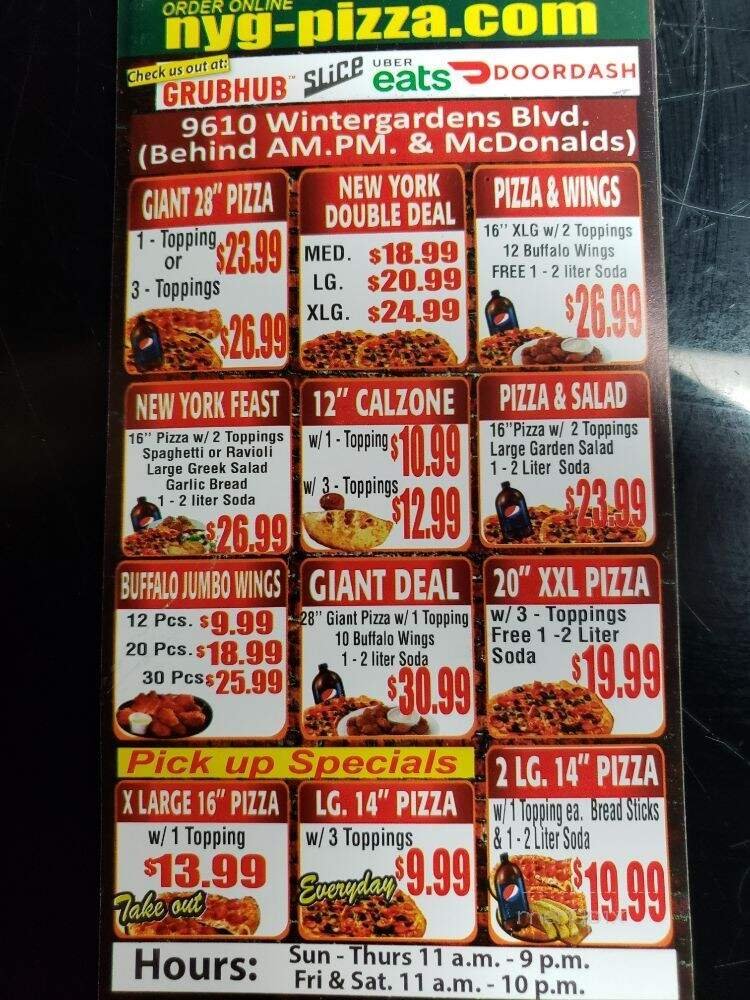 ORDER ONLINE
nyg-pizza.com
Check us out at:
GRUBHUB SLiCe UBER eats DOORDASH
9610 Wintergardens Blvd.
(Behind AM.PM. & McDonalds)
GIANT 28" PIZZA
1 - Topping $23.99
or
3 - Toppings
$26.99
NEW YORK
DOUBLE DEAL
MED. $18.99
LG. $20.99
XLG. $24.99
PIZZA & WINGS
16'' XLG w/ 2 Toppings
12 Buffalo Wings
FREE 1 - 2 liter Soda
$26.99
NEW YORK FEAST
16'' Pizza w/ 2 Toppings
Spaghetti or Ravioli
Large Greek Salad
Garlic Bread
1 - 2 liter Soda
$26.99
12" CALZONE
w/ 1 - Topping $10.99
w/ 3 - Toppings
$12.99
PIZZA & SALAD
16''Pizza w/ 2 Toppings
Large Garden Salad
1 - 2 Liter Soda
$23.99
BUFFALO JUMBO WINGS
12 Pcs. $9.99
20 Pcs. $18.99
30 Pcs $25.99
GIANT DEAL
28'' Giant Pizza w/ 1 Topping
10 Buffalo Wings
1 - 2 liter Soda
$30.99
20" XXL PIZZA
w/ 3 - Toppings
Free 1 -2 Liter
Soda
$19.99
Pick up Specials
X LARGE 16" PIZZA
w/ 1 Topping
$13.99
Take out
LG. 14" PIZZA
w/ 3 Toppings
Everyday $9.99
2 LG. 14" PIZZA
w/ 1 Topping ea. Bread Sticks
& 1 - 2 Liter Soda
$19.99
Hours: Sun - Thurs 11 a.m. - 9 p.m.
Fri & Sat. 11 a.m. - 10 p.m.